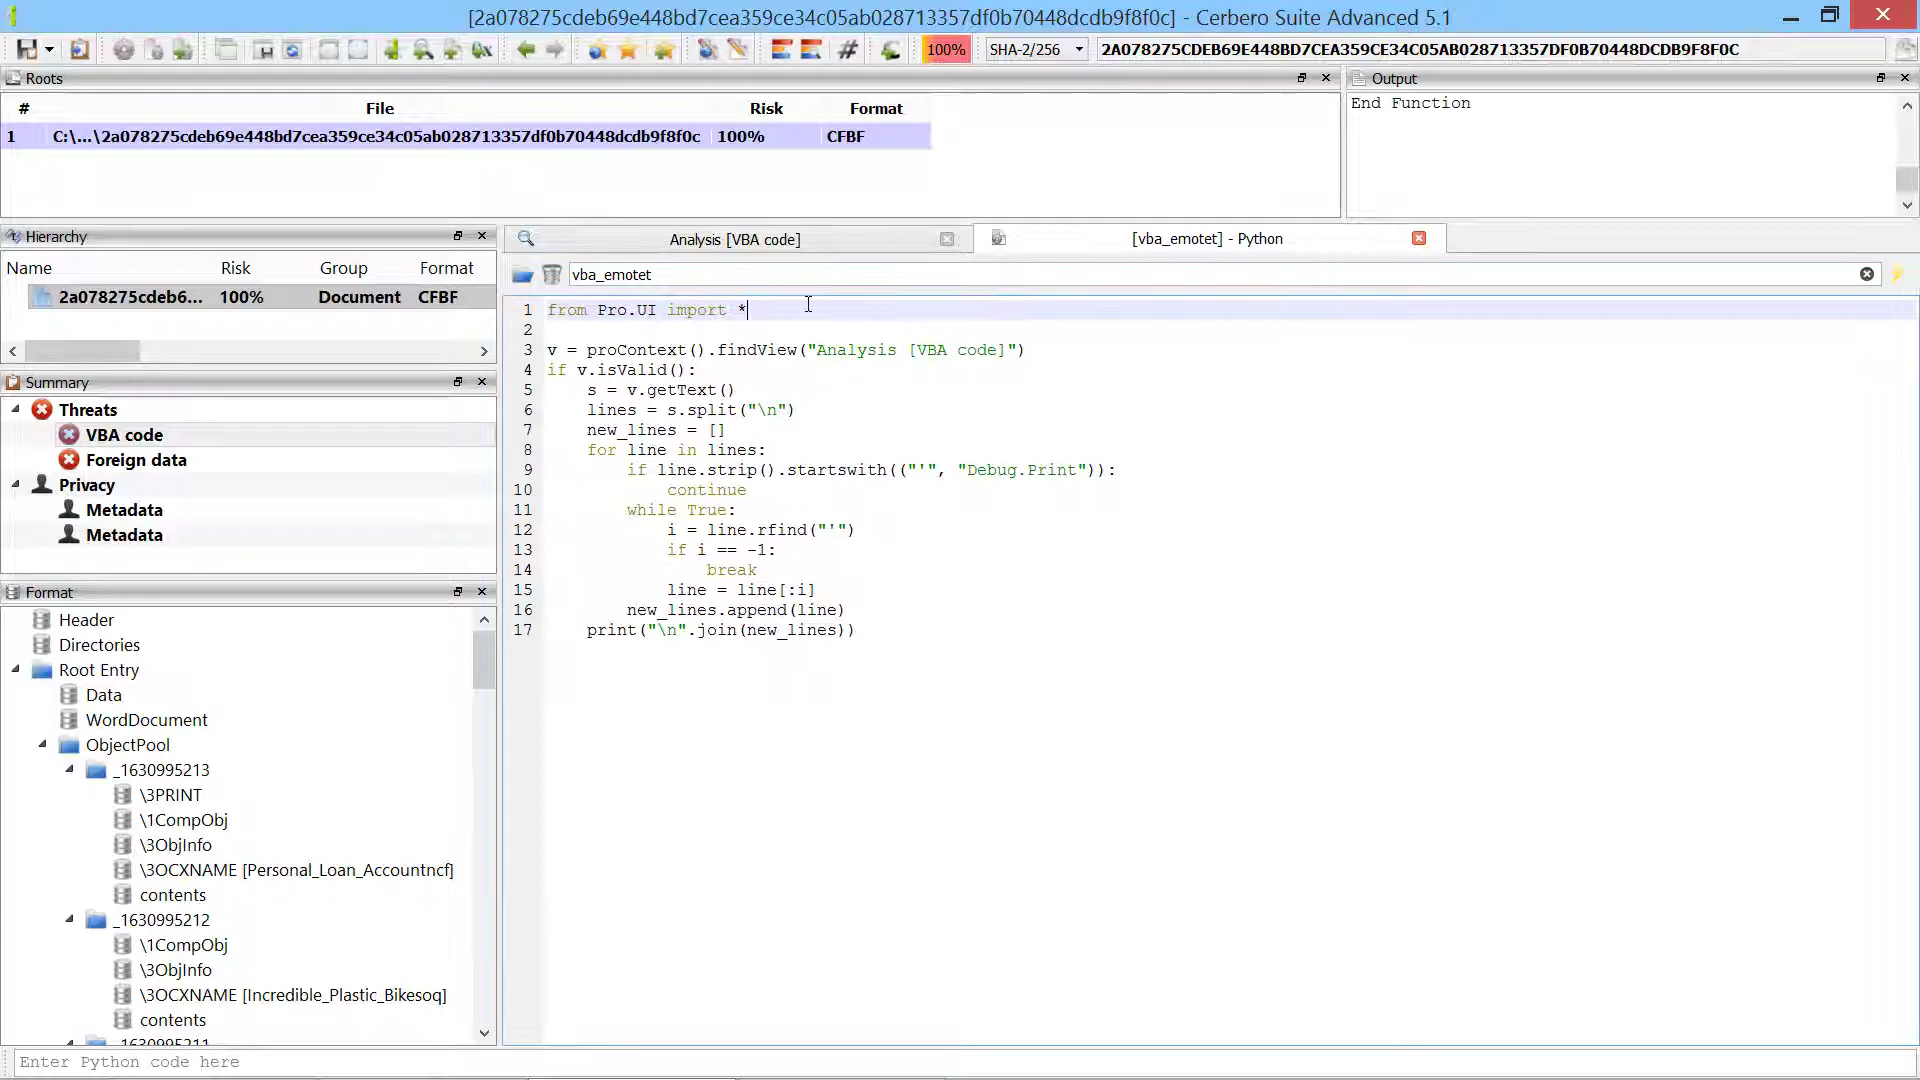 [2a078275cdeb69e448bd7cea359ce34c05ab028713357df0b70448dcdb9f8f0c] - Cerbero Suite Advanced 5.1
100%
SHA-2/256
2A078275CDEB69E448BD7CEA359CE34C05AB028713357DF0B70448DCDB9F8F0C
Roots
# File Risk Format
1 C:\...\2a078275cdeb69e448bd7cea359ce34c05ab028713357df0b70448dcdb9f8f0c 100% CFBF
Output
End Function
Hierarchy
Name Risk Group Format
2a078275cdeb6... 100% Document CFBF
Summary
Threats
VBA code
Foreign data
Privacy
Metadata
Metadata
Format
Header
Directories
Root Entry
Data
WordDocument
ObjectPool
_1630995213
\3PRINT
\1CompObj
\3ObjInfo
\3OCXNAME [Personal_Loan_Accountncf]
contents
_1630995212
\1CompObj
\3ObjInfo
\3OCXNAME [Incredible_Plastic_Bikesoq]
contents
_1630995211
Analysis [VBA code]
[vba_emotet] - Python
vba_emotet
1 from Pro.UI import *
2
3 v = proContext().findView("Analysis [VBA code]")
4 if v.isValid():
5 s = v.getText()
6 lines = s.split("\n")
7 new_lines = []
8 for line in lines:
9 if line.strip().startswith(("'", "Debug.Print")):
10 continue
11 while True:
12 i = line.rfind("'")
13 if i == -1:
14 break
15 line = line[:i]
16 new_lines.append(line)
17 print("\n".join(new_lines))
Enter Python code here